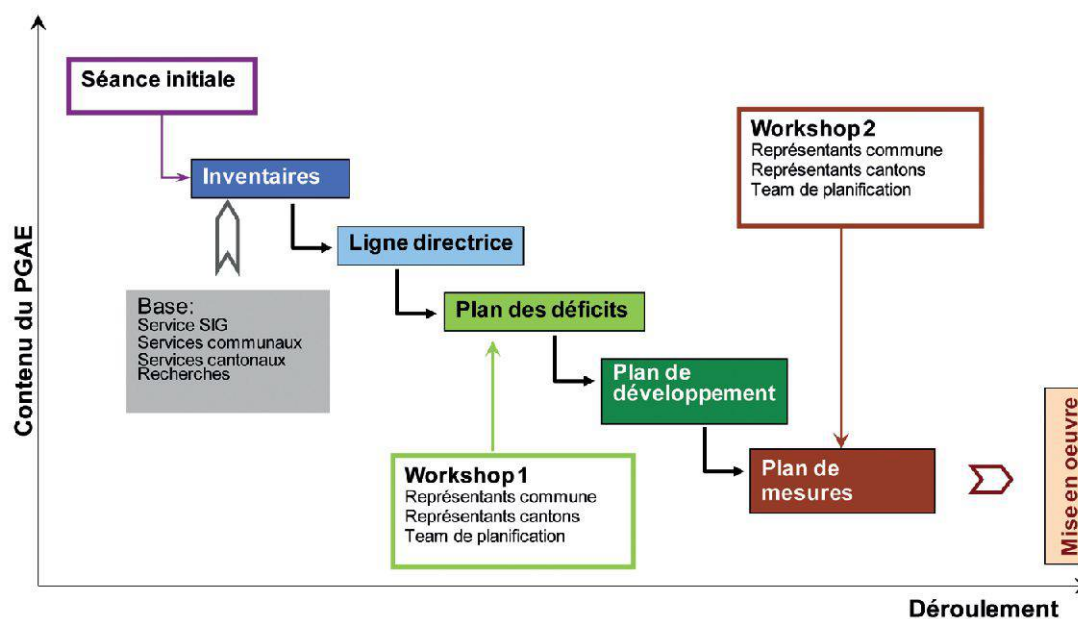 Contenu du PGAE
Séance initiale
Inventaires
Base:
Service SIG
Services communaux
Services cantonaux
Recherches
Ligne directrice
Plan des déficits
Workshop 1
Représentants commune
Représentants cantons
Team de planification
Plan de
développement
Workshop 2
Représentants commune
Représentants cantons
Team de planification
Plan de
mesures
Mise en oeuvre
Déroulement